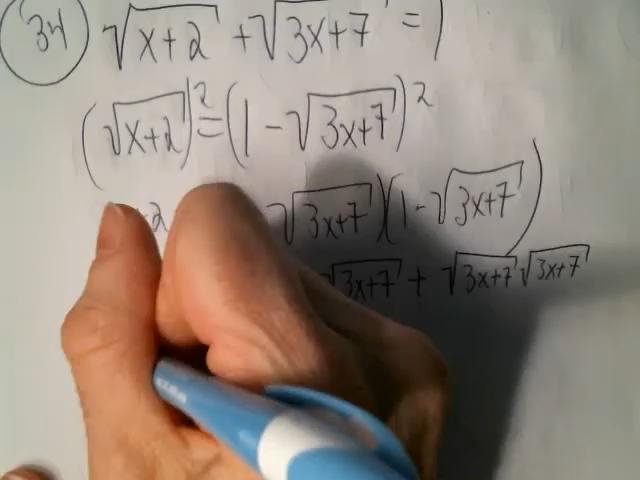 34 √x+2 + √3x+7 = 1
(√x+2)² = (1 - √3x+7)²
2 √3x+7)(1 - √3x+7)
√3x+7 + √3x+7 √3x+7